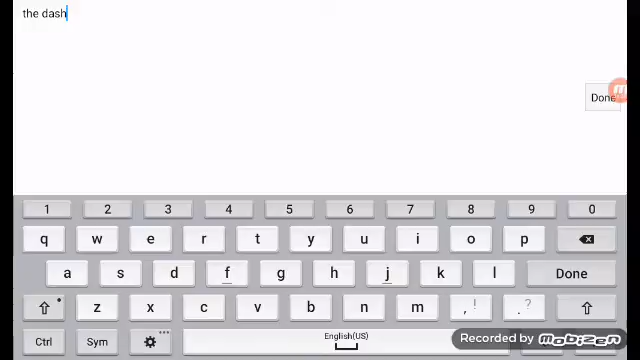 the dash
Done
1 2 3 4 5 6 7 8 9 0
q w e r t y u i o p
a s d f g h j k l Done
z x c v b n m , ! . ?
Ctrl Sym English(US)
Recorded by mobizen